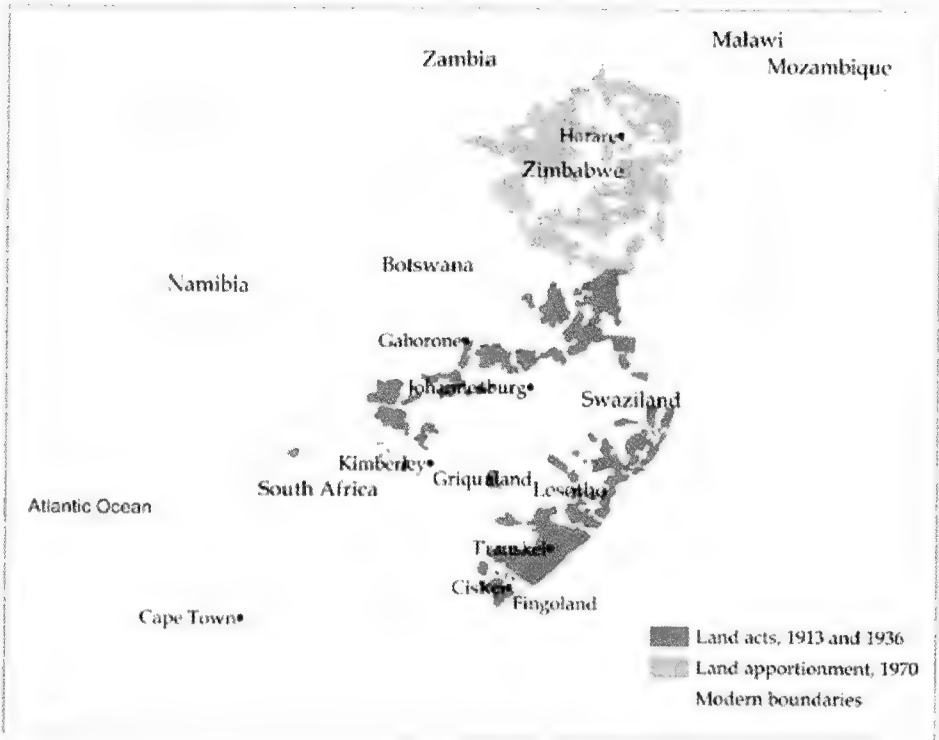 Malawi
Zambia
Mozambique
Harare
Zimbabwe
Botswana
Namibia
Gaborone
Johannesburg
Swaziland
Kimberley
Griqualand
South Africa
Lesotho
Atlantic Ocean
Transkei
Ciskei
Fingoland
Cape Town
Land acts, 1913 and 1936
Land apportionment, 1970
Modern boundaries